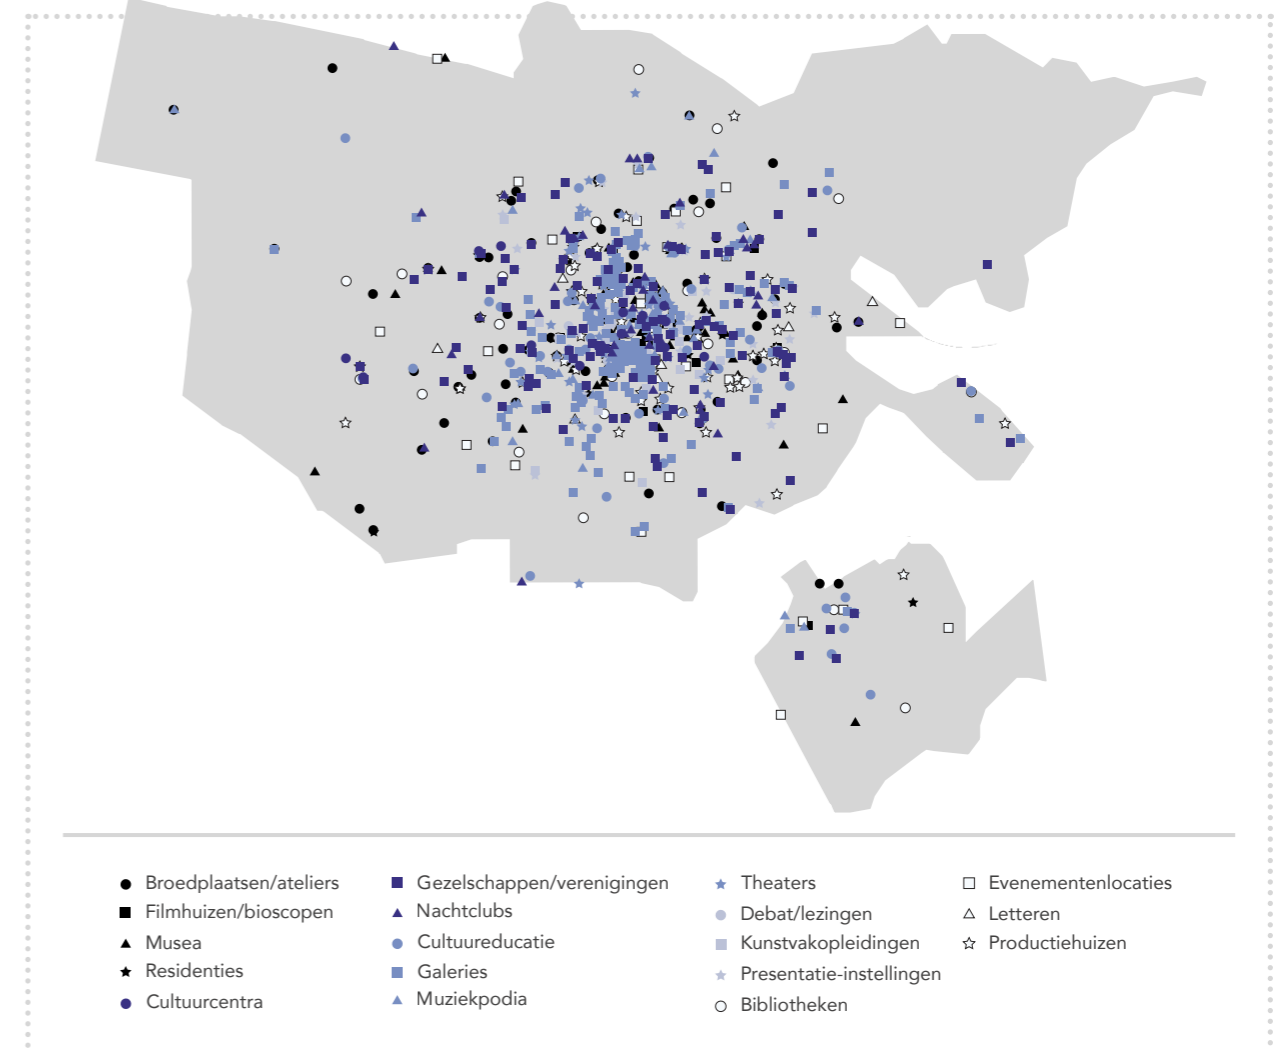 Broedplaatsen/ateliers
Filmhuizen/bioscopen
Musea
Residenties
Cultuurcentra
Gezelschappen/verenigingen
Nachtclubs
Cultuureducatie
Galeries
Muziekpodia
Theaters
Debat/lezingen
Kunstvakopleidingen
Presentatie-instellingen
Bibliotheken
Evenementenlocaties
Letteren
Productiehuizen